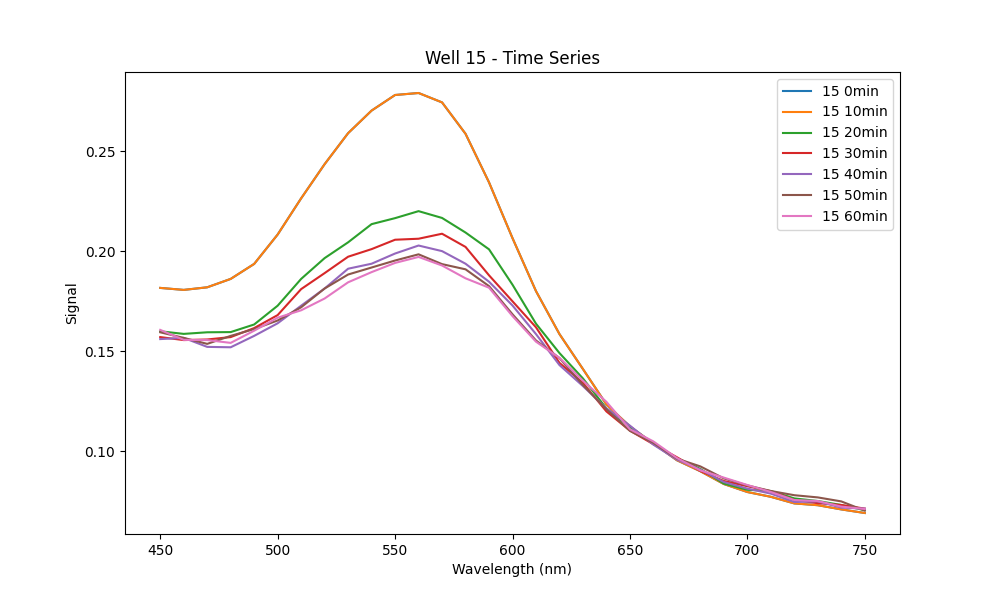 Well 15 - Time Series
15 0min
15 10min
15 20min
15 30min
15 40min
15 50min
15 60min
Signal
0.25
0.20
0.15
0.10
450 500 550 600 650 700 750
Wavelength (nm)